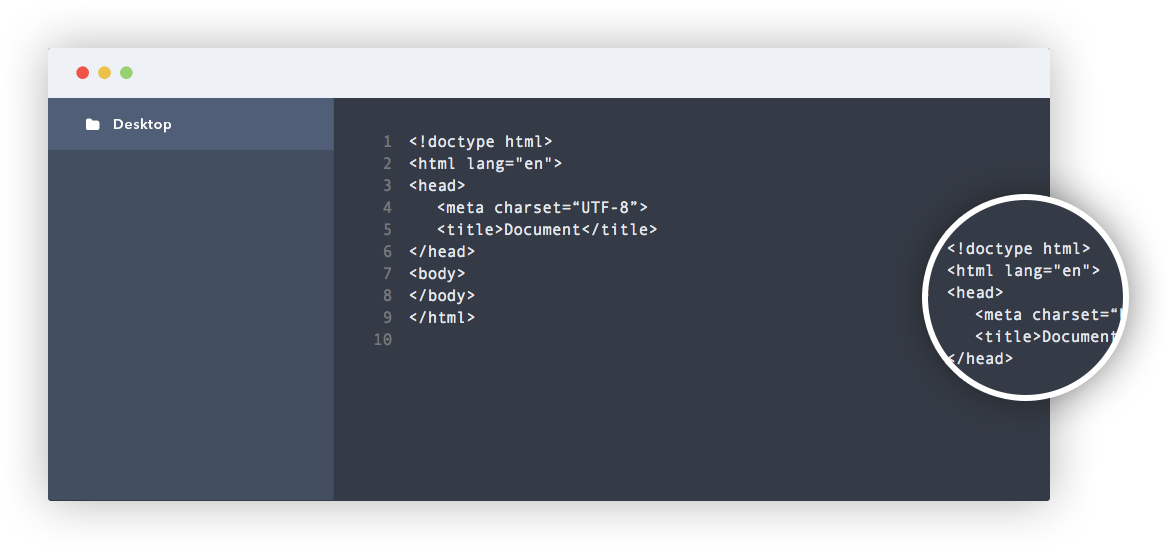 Desktop
1 <!doctype html>
2 <html lang="en">
3 <head>
4 <meta charset=“UTF-8”>
5 <title>Document</title>
6 </head>
7 <body>
8 </body>
9 </html>
10
<!doctype html>
<html lang="en">
<head>
<meta charset=“
<title>Document
</head>